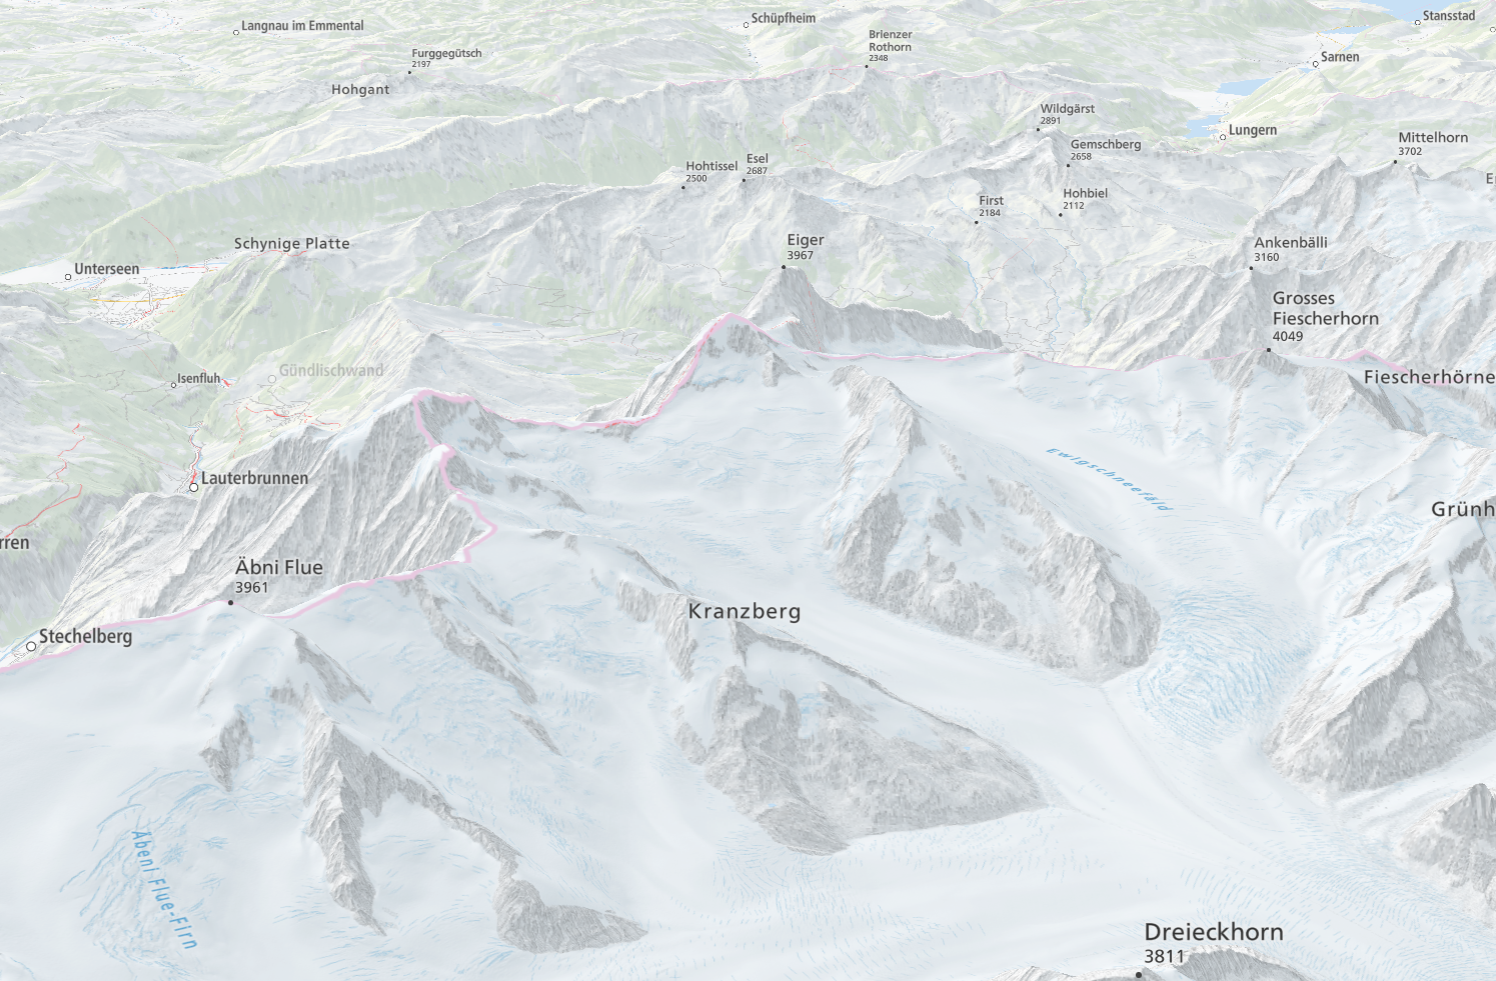 Langnau im Emmental
Schüpfheim
Stansstad
Furggegütsch
2197
Brienzer
Rothorn
2348
Sarnen
Hohgant
Wildgärst
2891
Lungern
Mittelhorn
3702
Gemschberg
2658
Hohtissel
2500
Esel
2687
First
2184
Hohbiel
2112
Schynige Platte
Eiger
3967
Ankenbälli
3160
Unterseen
Grosses
Fiescherhorn
4049
Isenfluh
Gündlischwand
Fiescherhörne
Ewigschneefäld
Lauterbrunnen
Grünh
rren
Äbni Flue
3961
Kranzberg
Stechelberg
Äbeni Flue-Firn
Dreieckhorn
3811